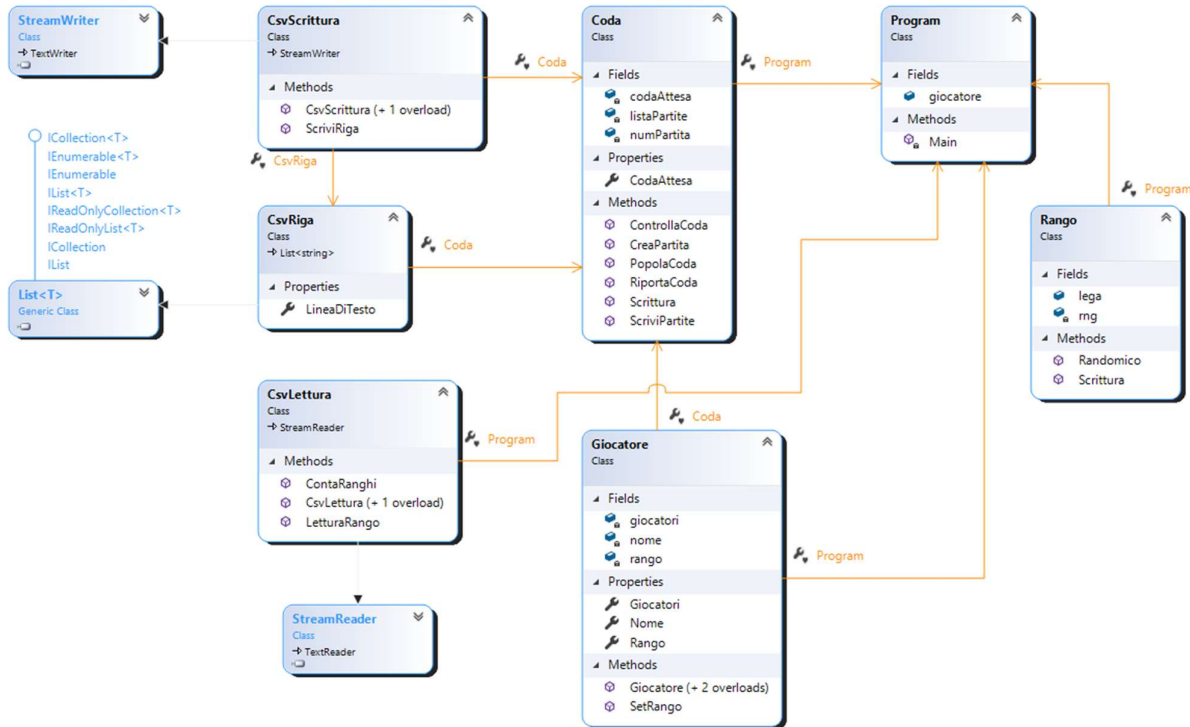 StreamWriter
Class
TextWriter
CsvScrittura
Class
StreamWriter
Methods
CsvScrittura (+ 1 overload)
ScriviRiga
Coda
Coda
Class
Fields
codaAttesa
listaPartite
numPartita
Properties
CodaAttesa
Methods
ControllaCoda
CreaPartita
PopolaCoda
RiportaCoda
Scrittura
ScriviPartite
Program
Program
Class
Fields
giocatore
Methods
Main
ICollection<T>
IEnumerable<T>
IEnumerable
IList<T>
IReadOnlyCollection<T>
IReadOnlyList<T>
ICollection
IList
List<T>
Generic Class
CsvRiga
CsvRiga
Class
List<string>
Properties
LineaDiTesto
Coda
Program
Rango
Class
Fields
lega
rng
Methods
Randomico
Scrittura
CsvLettura
Class
StreamReader
Methods
ContaRanghi
CsvLettura (+ 1 overload)
LetturaRango
Program
Coda
Giocatore
Class
Fields
giocatori
nome
rango
Properties
Giocatori
Nome
Rango
Methods
Giocatore (+ 2 overloads)
SetRango
Program
StreamReader
Class
TextReader